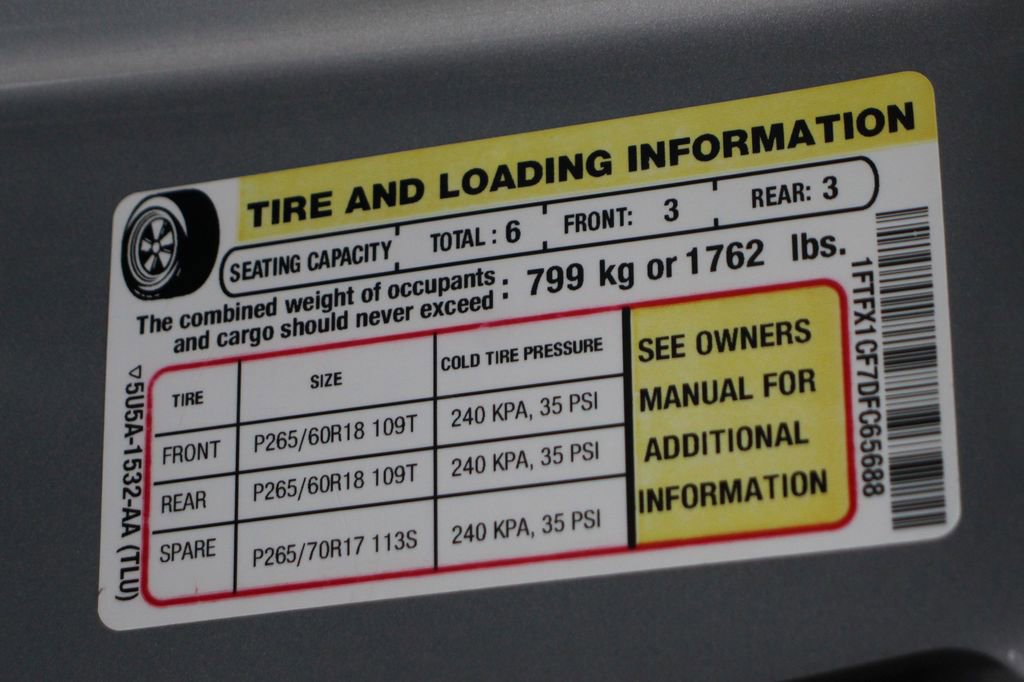 TIRE AND LOADING INFORMATION
SEATING CAPACITY TOTAL : 6 FRONT: 3 REAR: 3
The combined weight of occupants
and cargo should never exceed : 799 kg or 1762 lbs.
TIRE SIZE COLD TIRE PRESSURE
FRONT P265/60R18 109T 240 KPA, 35 PSI
REAR P265/60R18 109T 240 KPA, 35 PSI
SPARE P265/70R17 113S 240 KPA, 35 PSI
SEE OWNERS
MANUAL FOR
ADDITIONAL
INFORMATION
5U5A-1532-AA (TLU)
1FTFX1CF7DFC65688